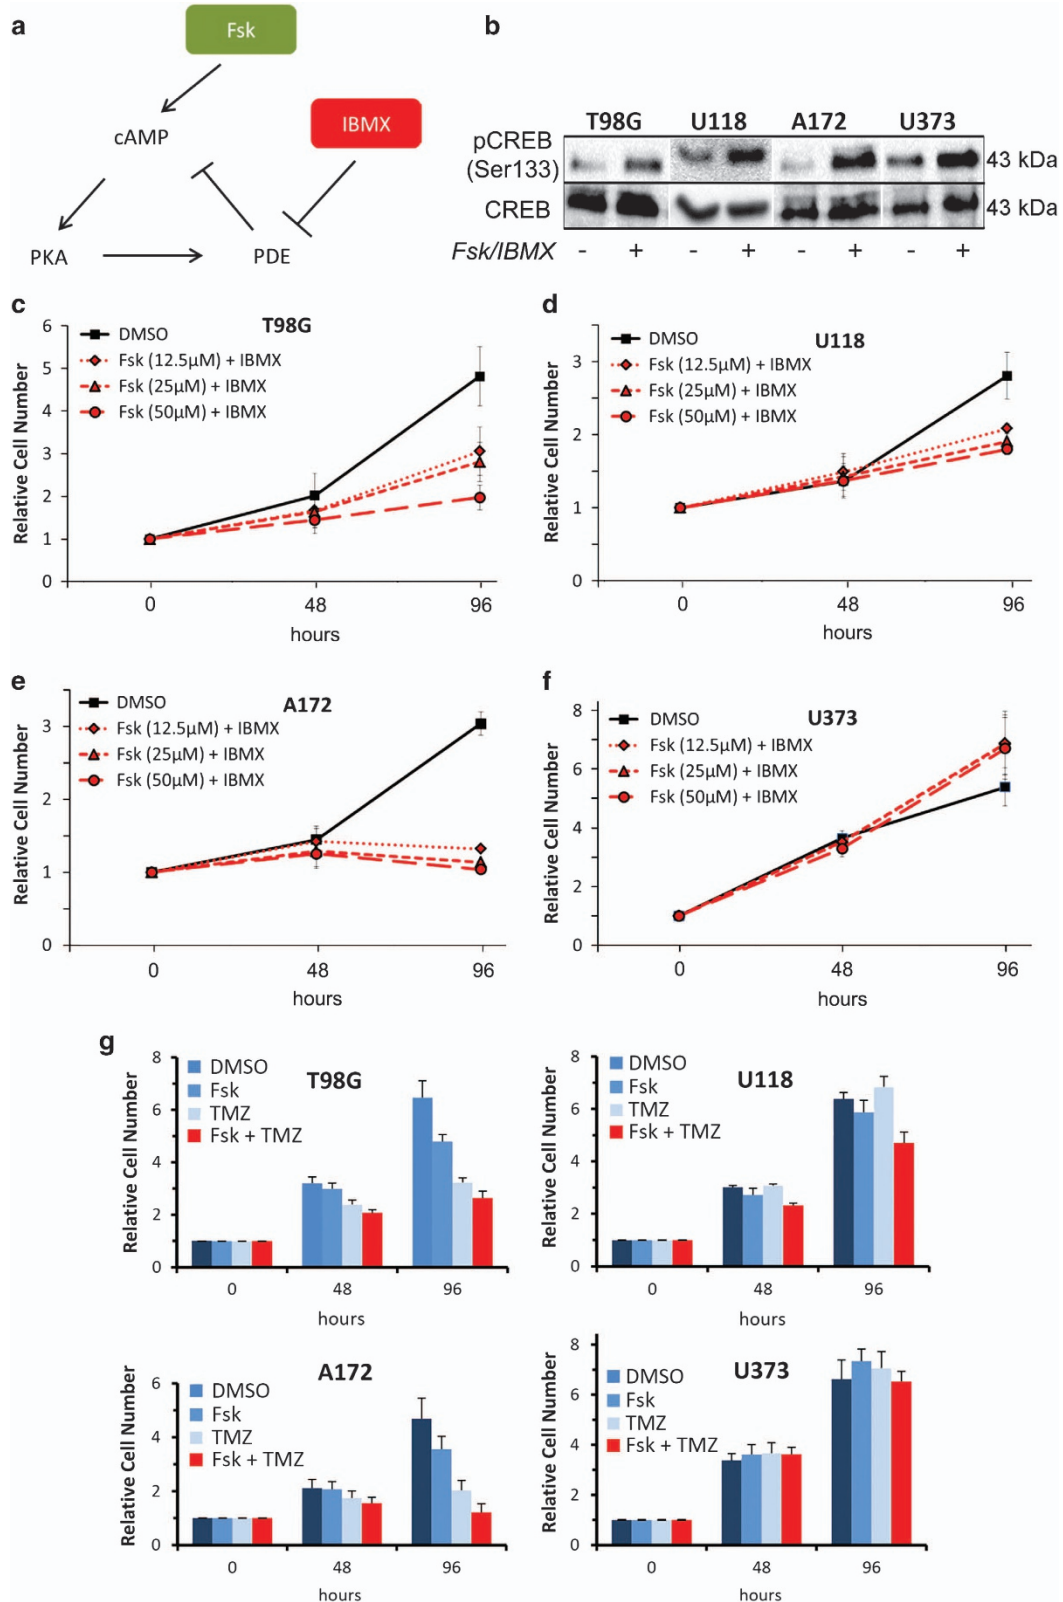 a
Fsk
cAMP
IBMX
PKA
PDE
b
T98G U118 A172 U373
pCREB
(Ser133)
43 kDa
CREB
43 kDa
Fsk/IBMX - + - + - + - +
c
T98G
DMSO
Fsk (12.5μM) + IBMX
Fsk (25μM) + IBMX
Fsk (50μM) + IBMX
Relative Cell Number
6
5
4
3
2
1
0
0 48 96
hours
d
U118
DMSO
Fsk (12.5μM) + IBMX
Fsk (25μM) + IBMX
Fsk (50μM) + IBMX
Relative Cell Number
3
2
1
0
0 48 96
hours
e
A172
DMSO
Fsk (12.5μM) + IBMX
Fsk (25μM) + IBMX
Fsk (50μM) + IBMX
Relative Cell Number
3
2
1
0
0 48 96
hours
f
U373
DMSO
Fsk (12.5μM) + IBMX
Fsk (25μM) + IBMX
Fsk (50μM) + IBMX
Relative Cell Number
8
6
4
2
0
0 48 96
hours
g
T98G
DMSO
Fsk
TMZ
Fsk + TMZ
Relative Cell Number
8
6
4
2
0
0 48 96
hours
U118
DMSO
Fsk
TMZ
Fsk + TMZ
Relative Cell Number
8
6
4
2
0
0 48 96
hours
A172
DMSO
Fsk
TMZ
Fsk + TMZ
Relative Cell Number
6
4
2
0
0 48 96
hours
U373
DMSO
Fsk
TMZ
Fsk + TMZ
Relative Cell Number
8
6
4
2
0
0 48 96
hours